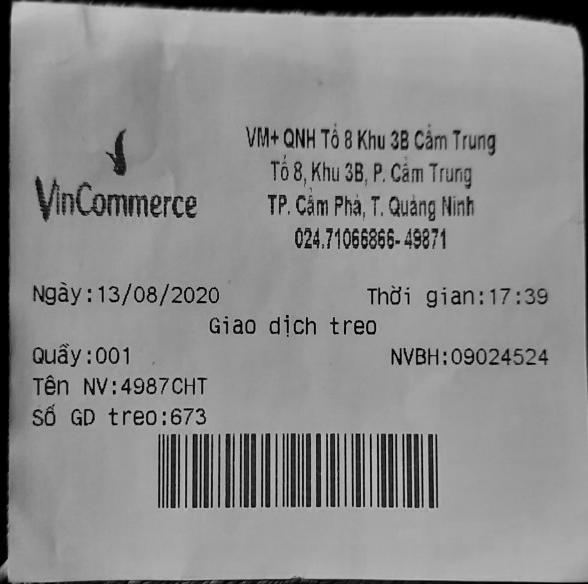 VinCommerce
VM+ QNH Tổ 8 Khu 3B Cẩm Trung
Tổ 8, Khu 3B, P. Cẩm Trung
TP. Cẩm Phả, T. Quảng Ninh
024.71066866- 49871
Ngày:13/08/2020 Thời gian:17:39
Giao dịch treo
Quầy:001 NVBH:09024524
Tên NV:4987CHT
Số GD treo:673